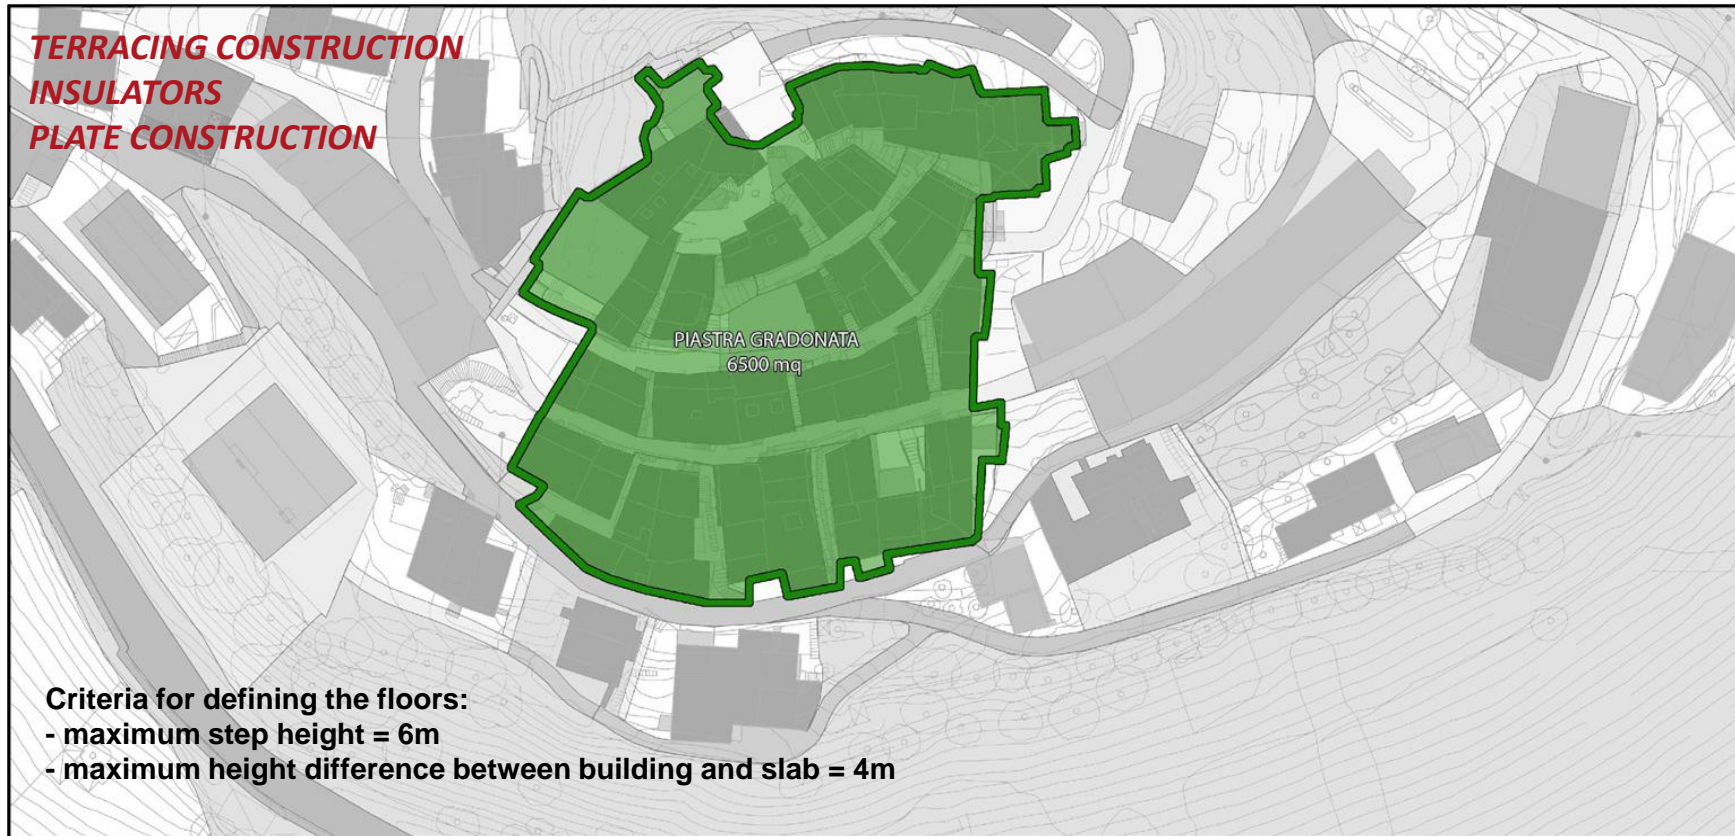 TERRACING CONSTRUCTION
INSULATORS
PLATE CONSTRUCTION
PIASTRA GRADONATA
6500 mq
Criteria for defining the floors:
- maximum step height = 6m
- maximum height difference between building and slab = 4m